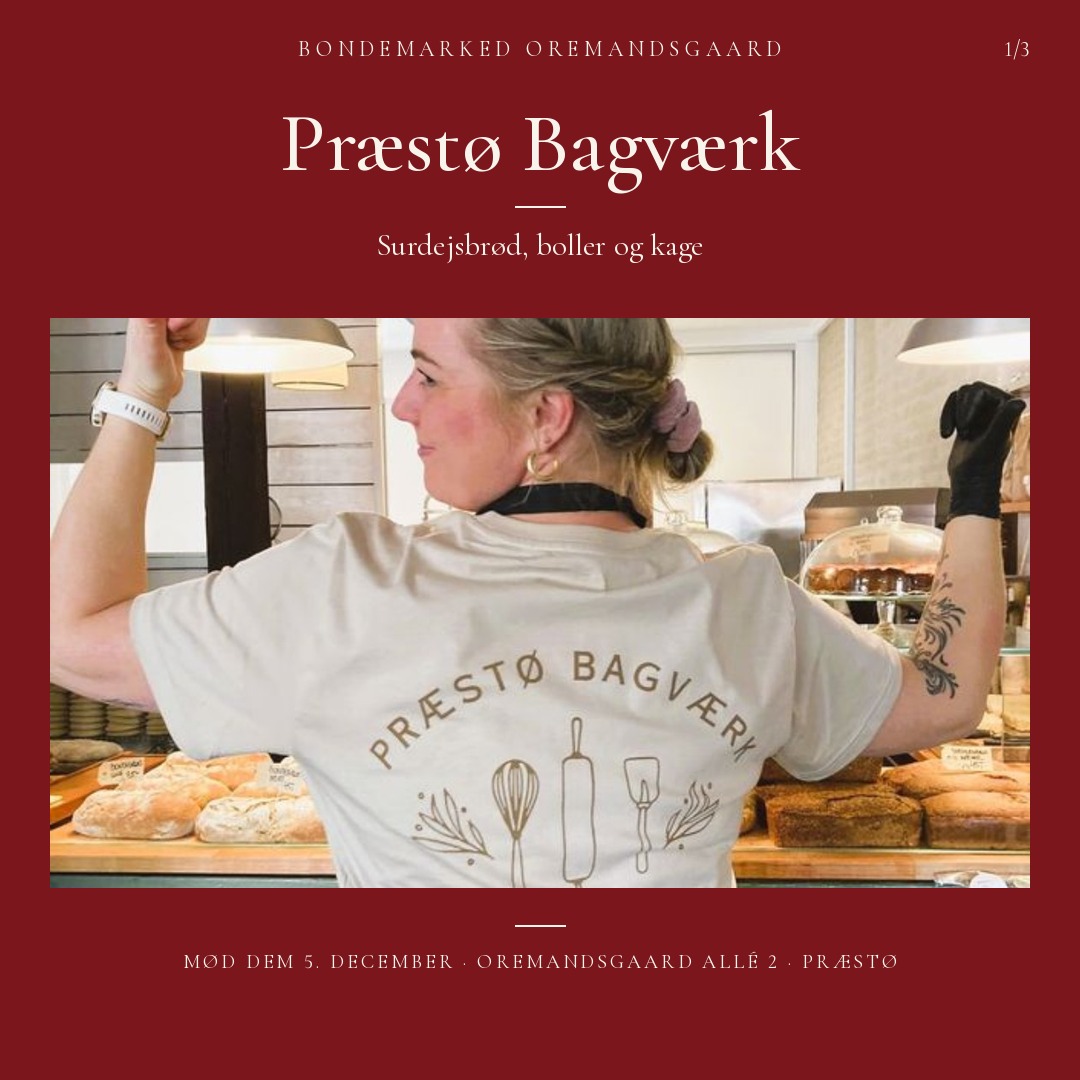 BONDEMARKED OREMANDSGAARD
1/3
Præstø Bagværk
Surdejsbrød, boller og kage
PRÆSTØ BAGVÆRK
MØD DEM 5. DECEMBER · OREMANDSGAARD ALLÉ 2 · PRÆSTØ